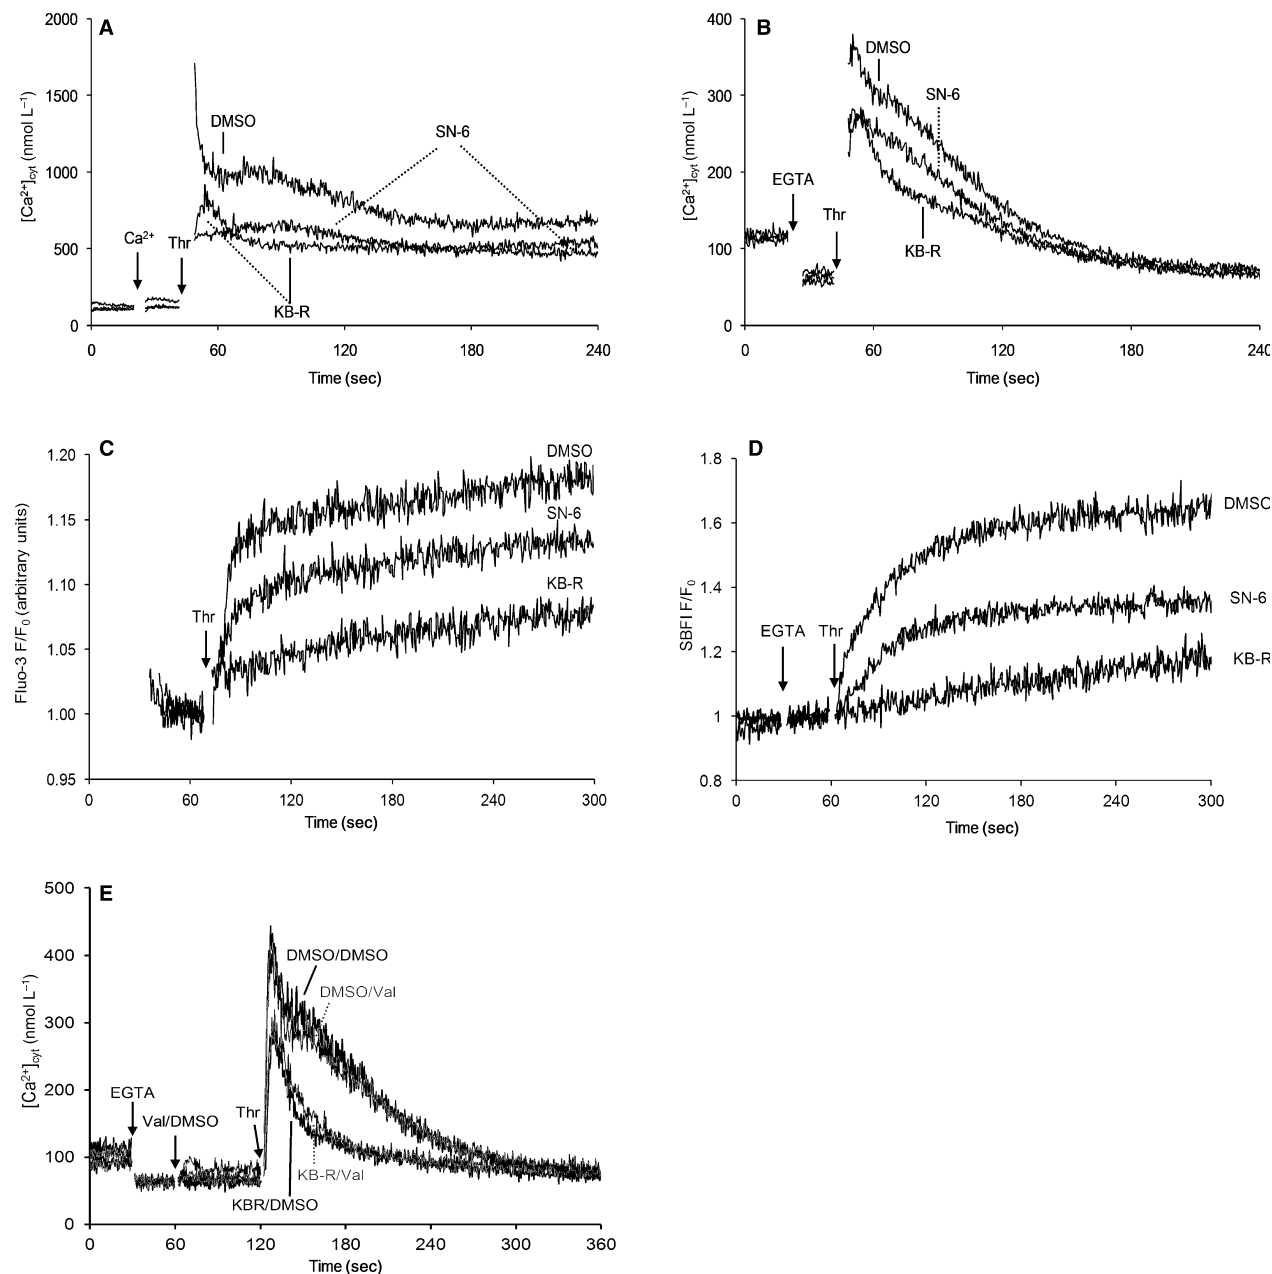 A
2000
1500
1000
500
0
[Ca²⁺]cyt (nmol L⁻¹)
DMSO
SN-6
Ca²⁺
Thr
KB-R
0 60 120 180 240
Time (sec)
B
400
300
200
100
0
[Ca²⁺]cyt (nmol L⁻¹)
DMSO
SN-6
EGTA
Thr
KB-R
0 60 120 180 240
Time (sec)
C
1.20
1.15
1.10
1.05
1.00
0.95
Fluo-3 F/F₀ (arbitrary units)
DMSO
SN-6
KB-R
Thr
0 60 120 180 240 300
Time (sec)
D
1.8
1.6
1.4
1.2
1
0.8
SBFI F/F₀
DMSO
SN-6
EGTA
Thr
KB-R
0 60 120 180 240 300
Time (sec)
E
500
400
300
200
100
0
[Ca²⁺]cyt (nmol L⁻¹)
DMSO/DMSO
DMSO/Val
EGTA
Val/DMSO
Thr
KB-R/Val
KBR/DMSO
0 60 120 180 240 300 360
Time (sec)